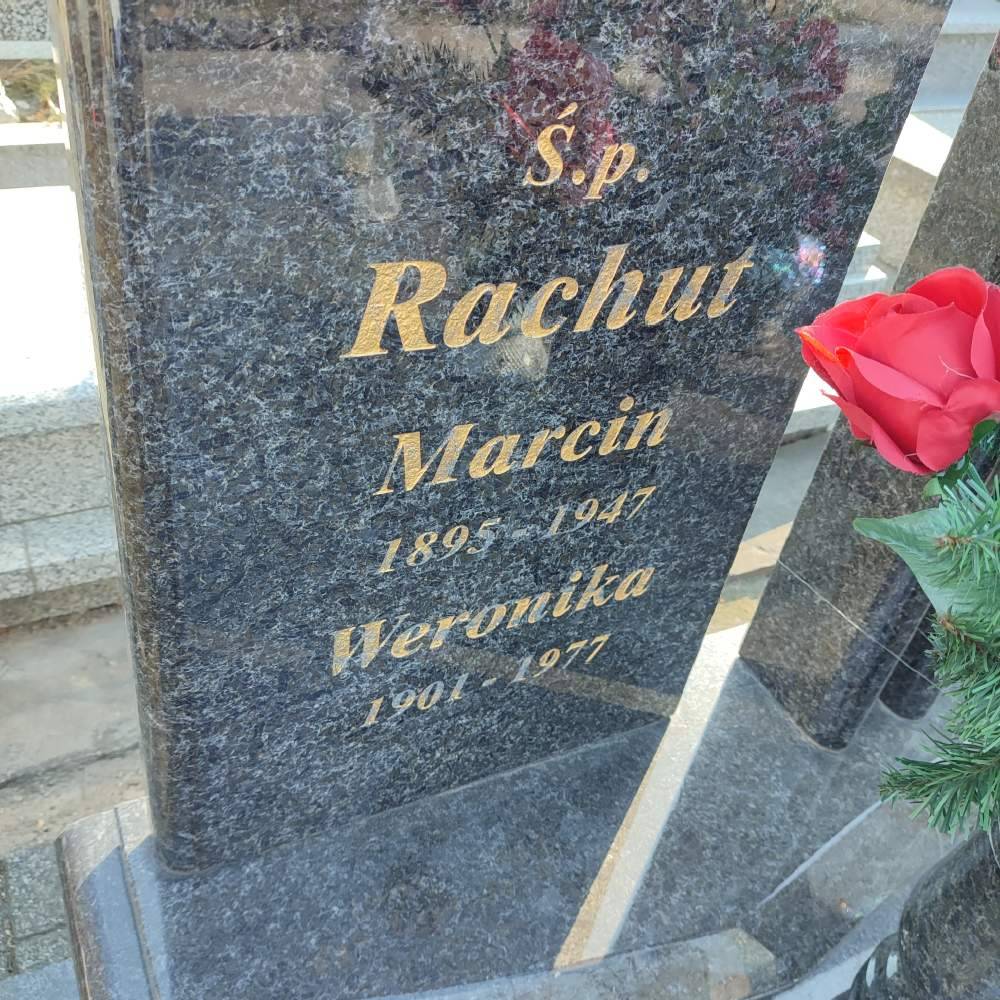 Ś.p.
Rachut
Marcin
1895 - 1947
Weronika
1901 - 1977